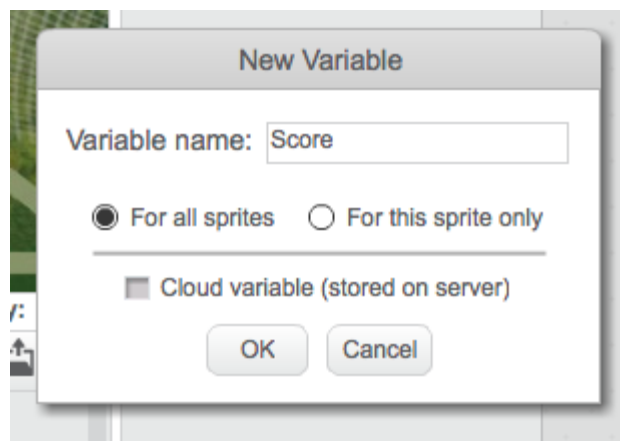 New Variable
Variable name: Score
For all sprites For this sprite only
Cloud variable (stored on server)
y:
OK Cancel